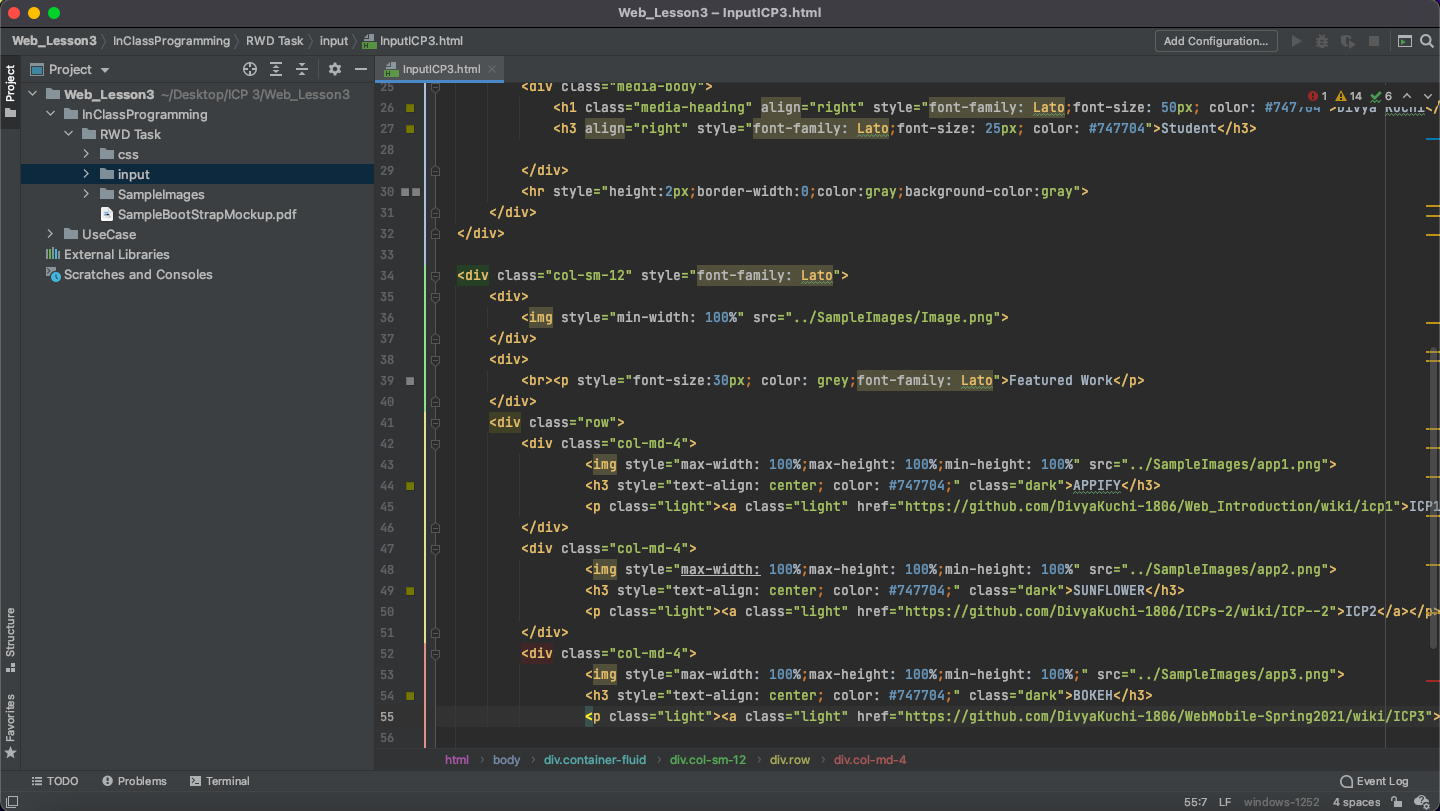 Web_Lesson3 – InputICP3.html
Web_Lesson3 InClassProgramming RWD Task input InputICP3.html Add Configuration...
Project InputICP3.html
Project
Web_Lesson3 ~/Desktop/ICP 3/Web_Lesson3
InClassProgramming
RWD Task
css
input
SampleImages
SampleBootStrapMockup.pdf
UseCase
External Libraries
Scratches and Consoles
Structure
Favorites
1 14 6
25 <div class="media-body">
26 <h1 class="media-heading" align="right" style="font-family: Lato;font-size: 50px; color: #747704">Divya Kuchi</
27 <h3 align="right" style="font-family: Lato;font-size: 25px; color: #747704">Student</h3>
28
29 </div>
30 <hr style="height:2px;border-width:0;color:gray;background-color:gray">
31 </div>
32 </div>
33
34 <div class="col-sm-12" style="font-family: Lato">
35 <div>
36 <img style="min-width: 100%" src="../SampleImages/Image.png">
37 </div>
38 <div>
39 <br><p style="font-size:30px; color: grey;font-family: Lato">Featured Work</p>
40 </div>
41 <div class="row">
42 <div class="col-md-4">
43 <img style="max-width: 100%;max-height: 100%;min-height: 100%" src="../SampleImages/app1.png">
44 <h3 style="text-align: center; color: #747704;" class="dark">APPIFY</h3>
45 <p class="light"><a class="light" href="https://github.com/DivyaKuchi-1806/Web_Introduction/wiki/icp1">ICP1
46 </div>
47 <div class="col-md-4">
48 <img style="max-width: 100%;max-height: 100%;min-height: 100%" src="../SampleImages/app2.png">
49 <h3 style="text-align: center; color: #747704;" class="dark">SUNFLOWER</h3>
50 <p class="light"><a class="light" href="https://github.com/DivyaKuchi-1806/ICPs-2/wiki/ICP--2">ICP2</a></p>
51 </div>
52 <div class="col-md-4">
53 <img style="max-width: 100%;max-height: 100%;min-height: 100%;" src="../SampleImages/app3.png">
54 <h3 style="text-align: center; color: #747704;" class="dark">BOKEH</h3>
55 <p class="light"><a class="light" href="https://github.com/DivyaKuchi-1806/WebMobile-Spring2021/wiki/ICP3">
56
html body div.container-fluid div.col-sm-12 div.row div.col-md-4
TODO Problems Terminal Event Log
55:7 LF windows-1252 4 spaces